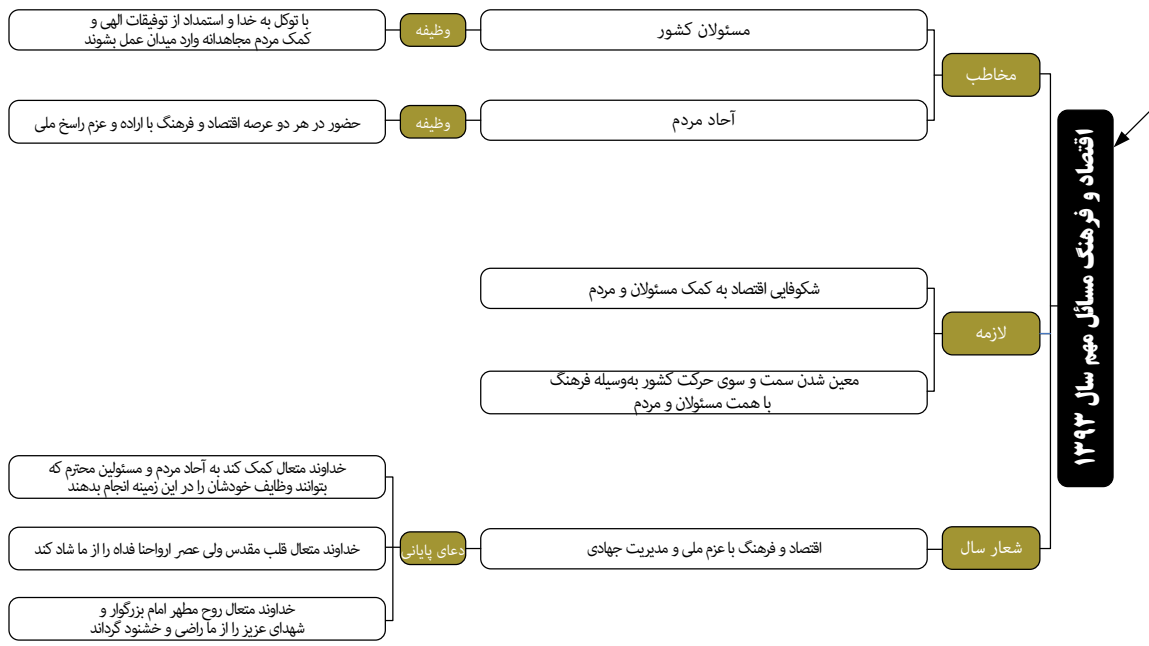 اقتصاد و فرهنگ مسائل مهم سال ۱۳۹۳
مخاطب
مسئولان کشور
وظیفه
با توکل به خدا و استمداد از توفیقات الهی و
کمک مردم مجاهدانه وارد میدان عمل بشوند
آحاد مردم
وظیفه
حضور در هر دو عرصه اقتصاد و فرهنگ با اراده و عزم راسخ ملی
لازمه
شکوفایی اقتصاد به کمک مسئولان و مردم
معین شدن سمت و سوی حرکت کشور به‌وسیله فرهنگ
با همت مسئولان و مردم
شعار سال
اقتصاد و فرهنگ با عزم ملی و مدیریت جهادی
دعای پایانی
خداوند متعال کمک کند به آحاد مردم و مسئولین محترم که
بتوانند وظایف خودشان را در این زمینه انجام بدهند
خداوند متعال قلب مقدس ولی عصر ارواحنا فداه را از ما شاد کند
خداوند متعال روح مطهر امام بزرگوار و
شهدای عزیز را از ما راضی و خشنود گرداند